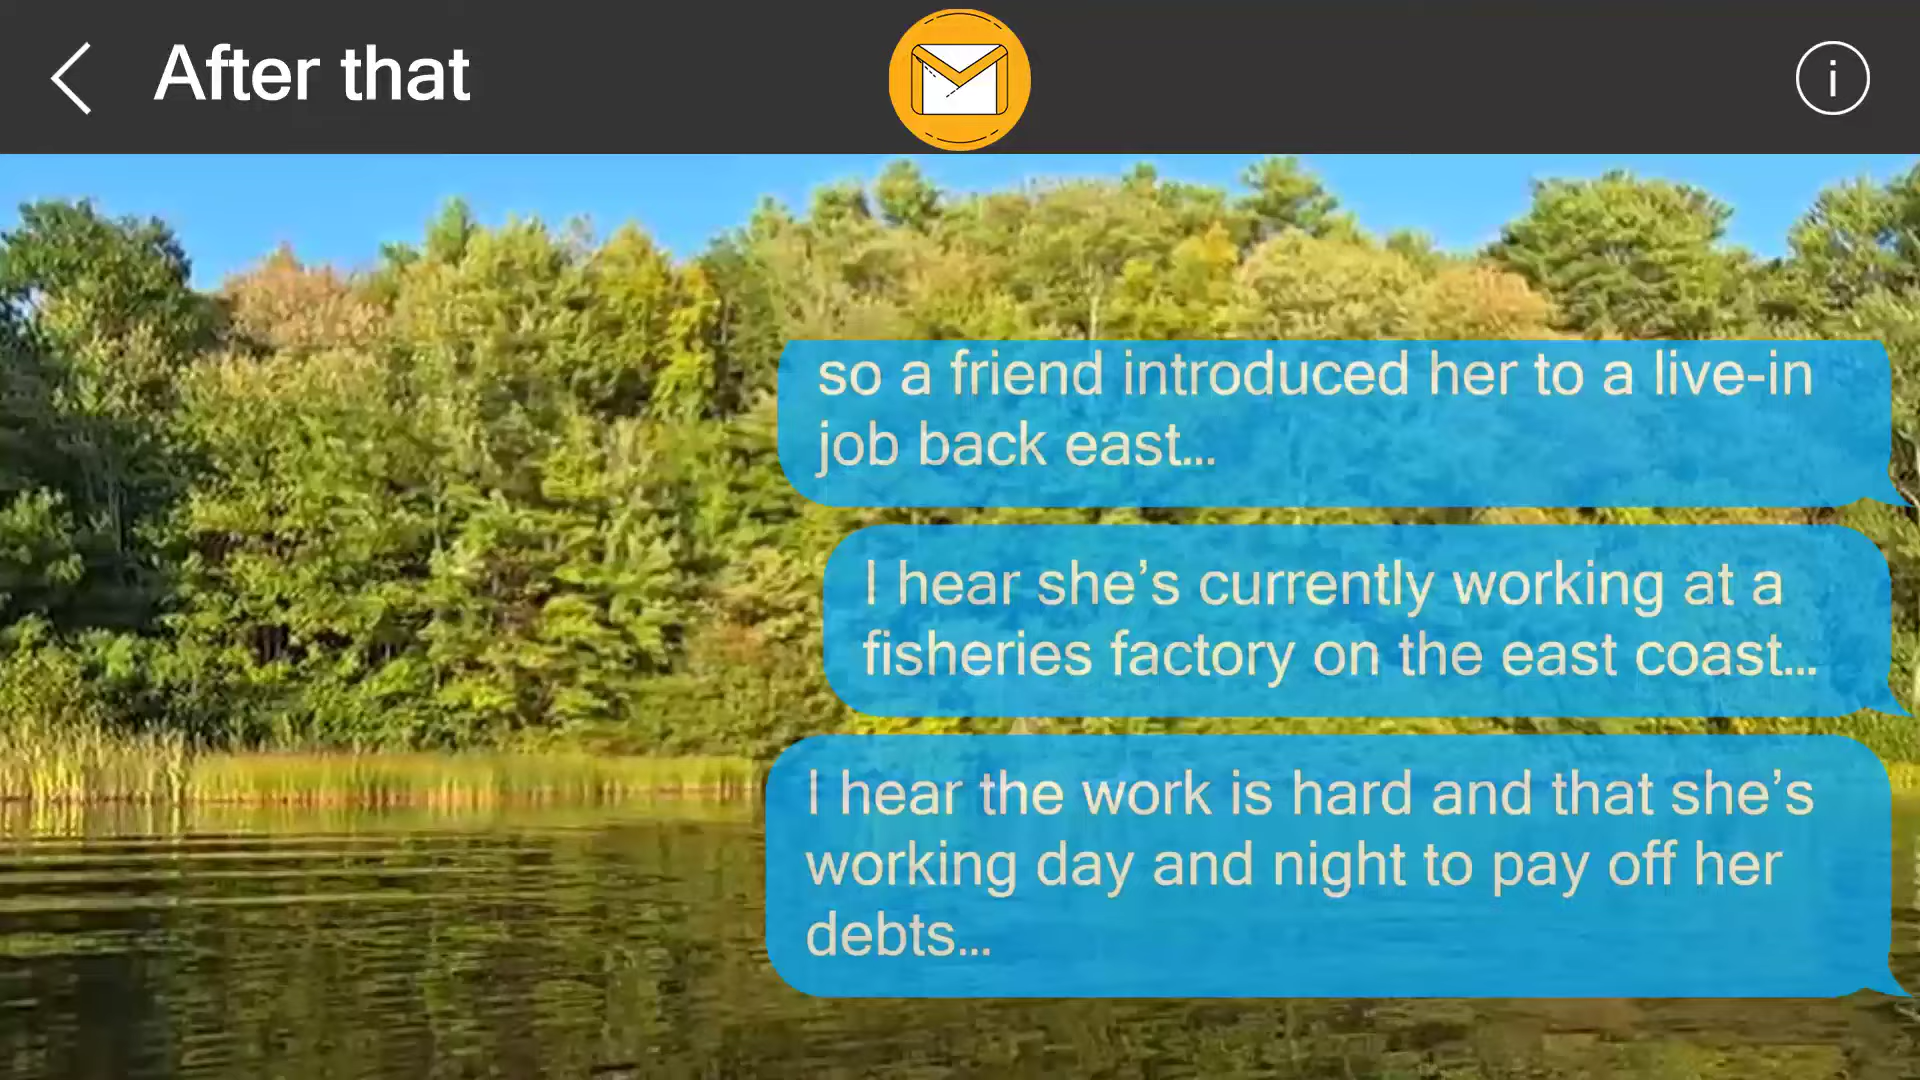 After that
i
so a friend introduced her to a live-in
job back east...
I hear she’s currently working at a
fisheries factory on the east coast...
I hear the work is hard and that she’s
working day and night to pay off her
debts...